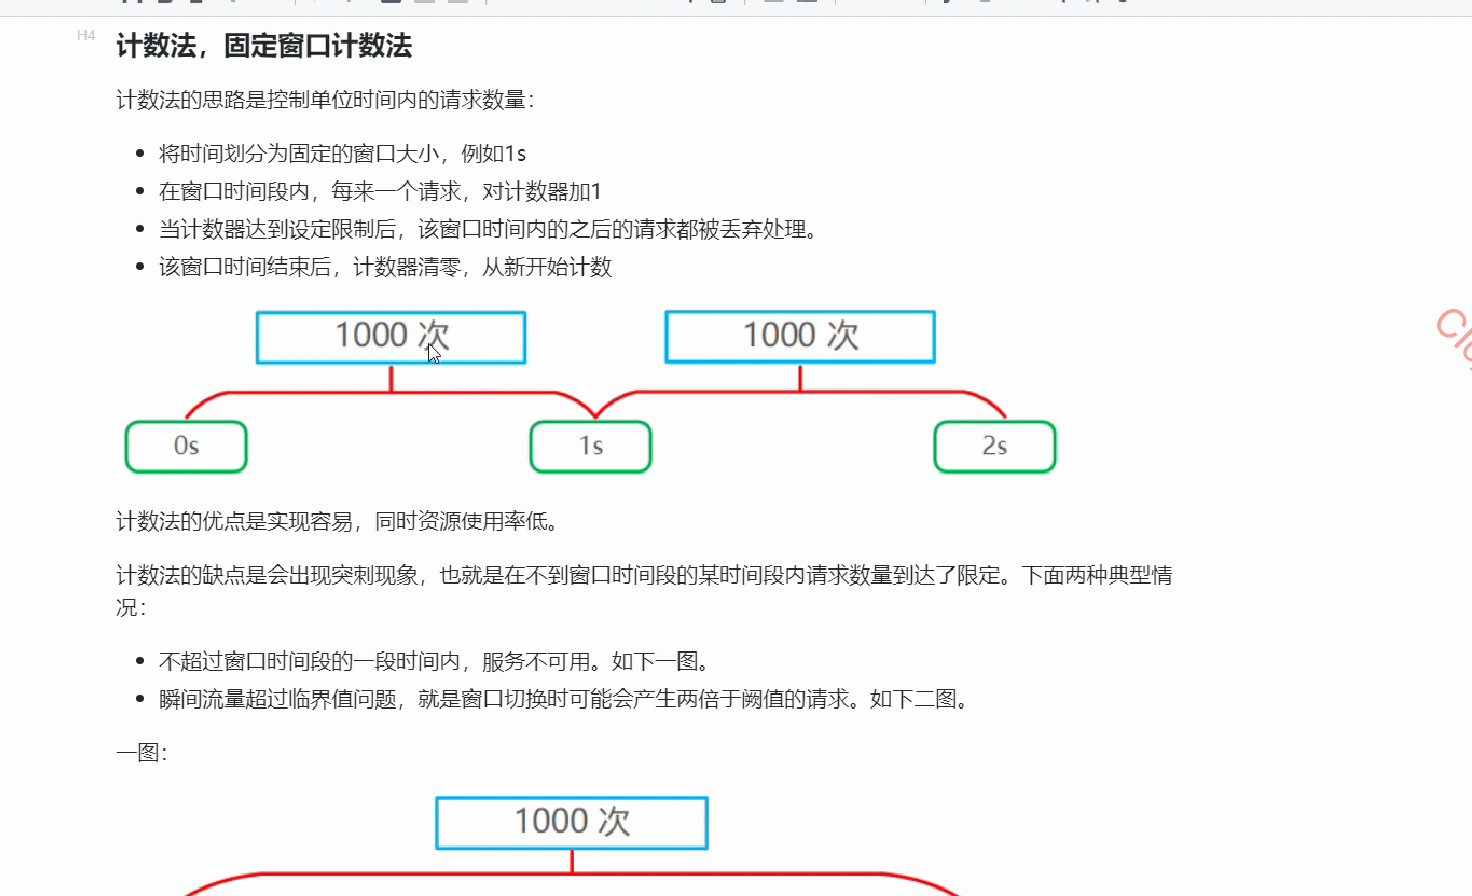 H4
计数法，固定窗口计数法
计数法的思路是控制单位时间内的请求数量：
将时间划分为固定的窗口大小，例如1s
在窗口时间段内，每来一个请求，对计数器加1
当计数器达到设定限制后，该窗口时间内的之后的请求都被丢弃处理。
该窗口时间结束后，计数器清零，从新开始计数
1000 次
1000 次
0s
1s
2s
计数法的优点是实现容易，同时资源使用率低。
计数法的缺点是会出现突刺现象，也就是在不到窗口时间段的某时间段内请求数量到达了限定。下面两种典型情
况：
不超过窗口时间段的一段时间内，服务不可用。如下一图。
瞬间流量超过临界值问题，就是窗口切换时可能会产生两倍于阙值的请求。如下二图。
一图：
1000 次